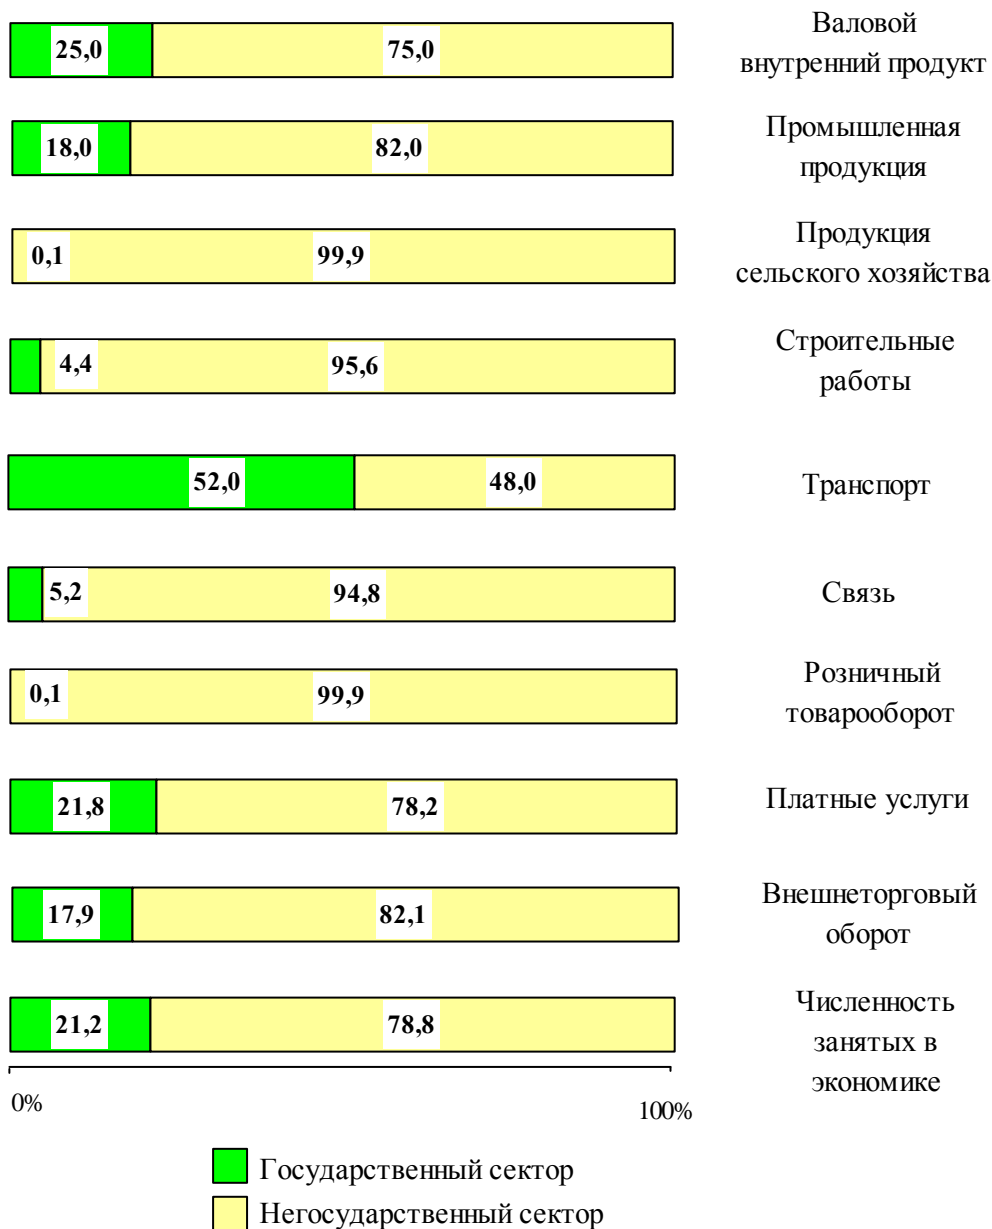 25,0 75,0 Валовой
внутренний продукт
18,0 82,0 Промышленная
продукция
0,1 99,9 Продукция
сельского хозяйства
4,4 95,6 Строительные
работы
52,0 48,0 Транспорт
5,2 94,8 Связь
0,1 99,9 Розничный
товарооборот
21,8 78,2 Платные услуги
17,9 82,1 Внешнеторговый
оборот
21,2 78,8 Численность
занятых в
экономике
0% 100%
Государственный сектор
Негосударственный сектор